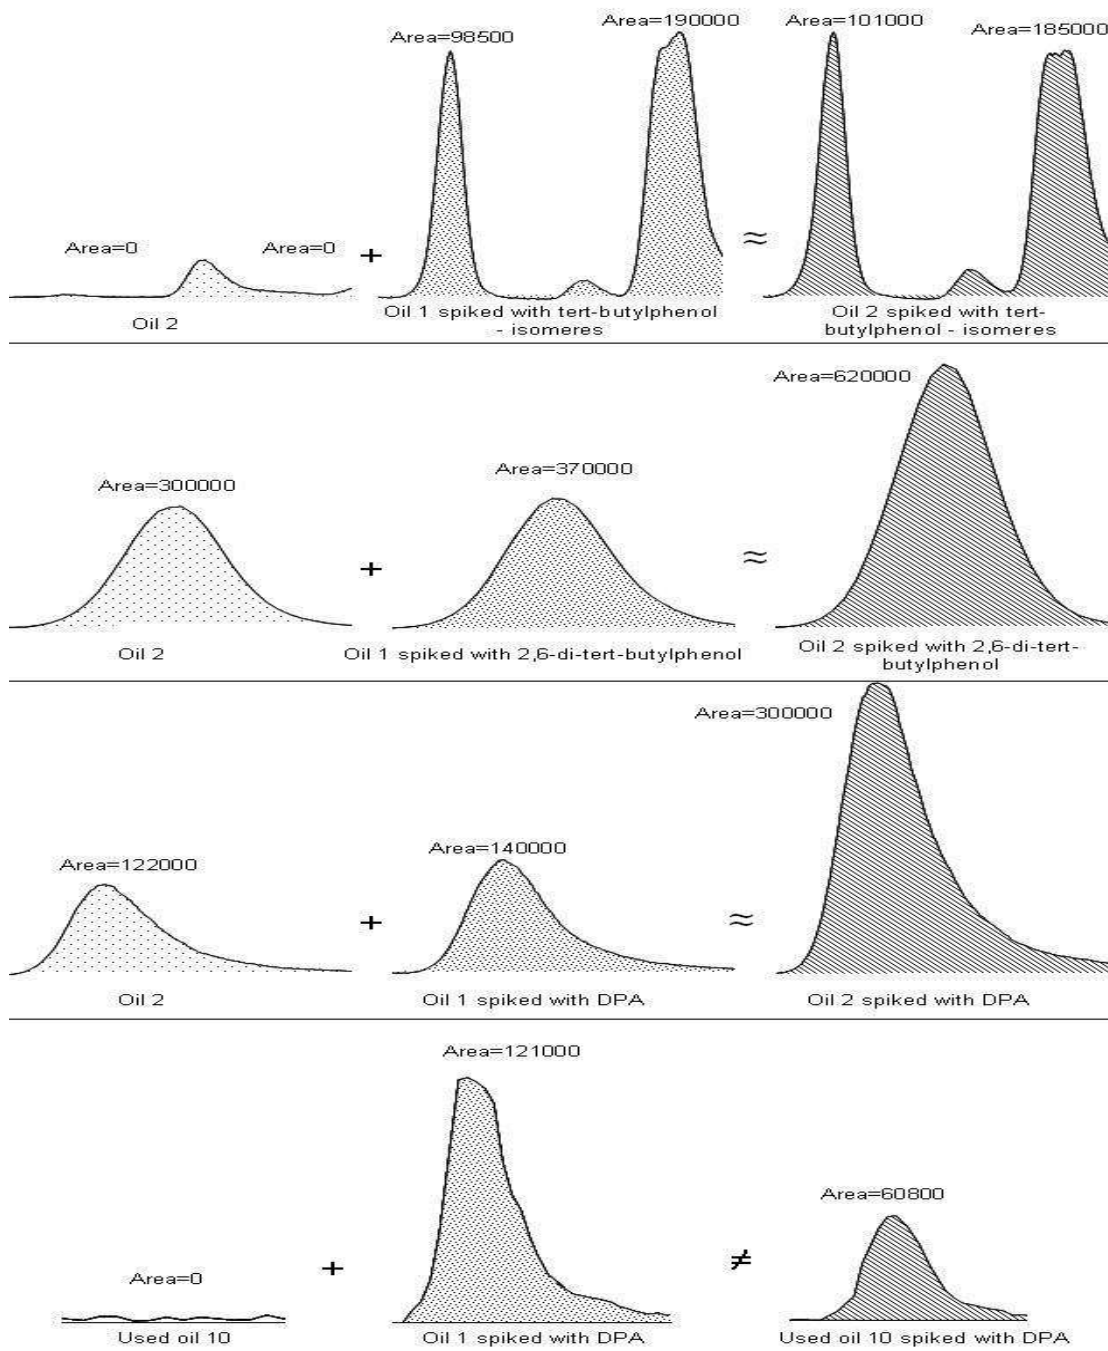 Area=98500
Area=190000
Area=101000
Area=185000
Area=0
Area=0
+
≈
Oil 2
Oil 1 spiked with tert-butylphenol
- isomeres
Oil 2 spiked with tert-
butylphenol - isomeres
Area=300000
Area=370000
Area=620000
+
≈
Oil 2
Oil 1 spiked with 2,6-di-tert-butylphenol
Oil 2 spiked with 2,6-di-tert-
butylphenol
Area=122000
Area=140000
Area=300000
+
≈
Oil 2
Oil 1 spiked with DPA
Oil 2 spiked with DPA
Area=0
Area=121000
Area=60800
+
≠
Used oil 10
Oil 1 spiked with DPA
Used oil 10 spiked with DPA